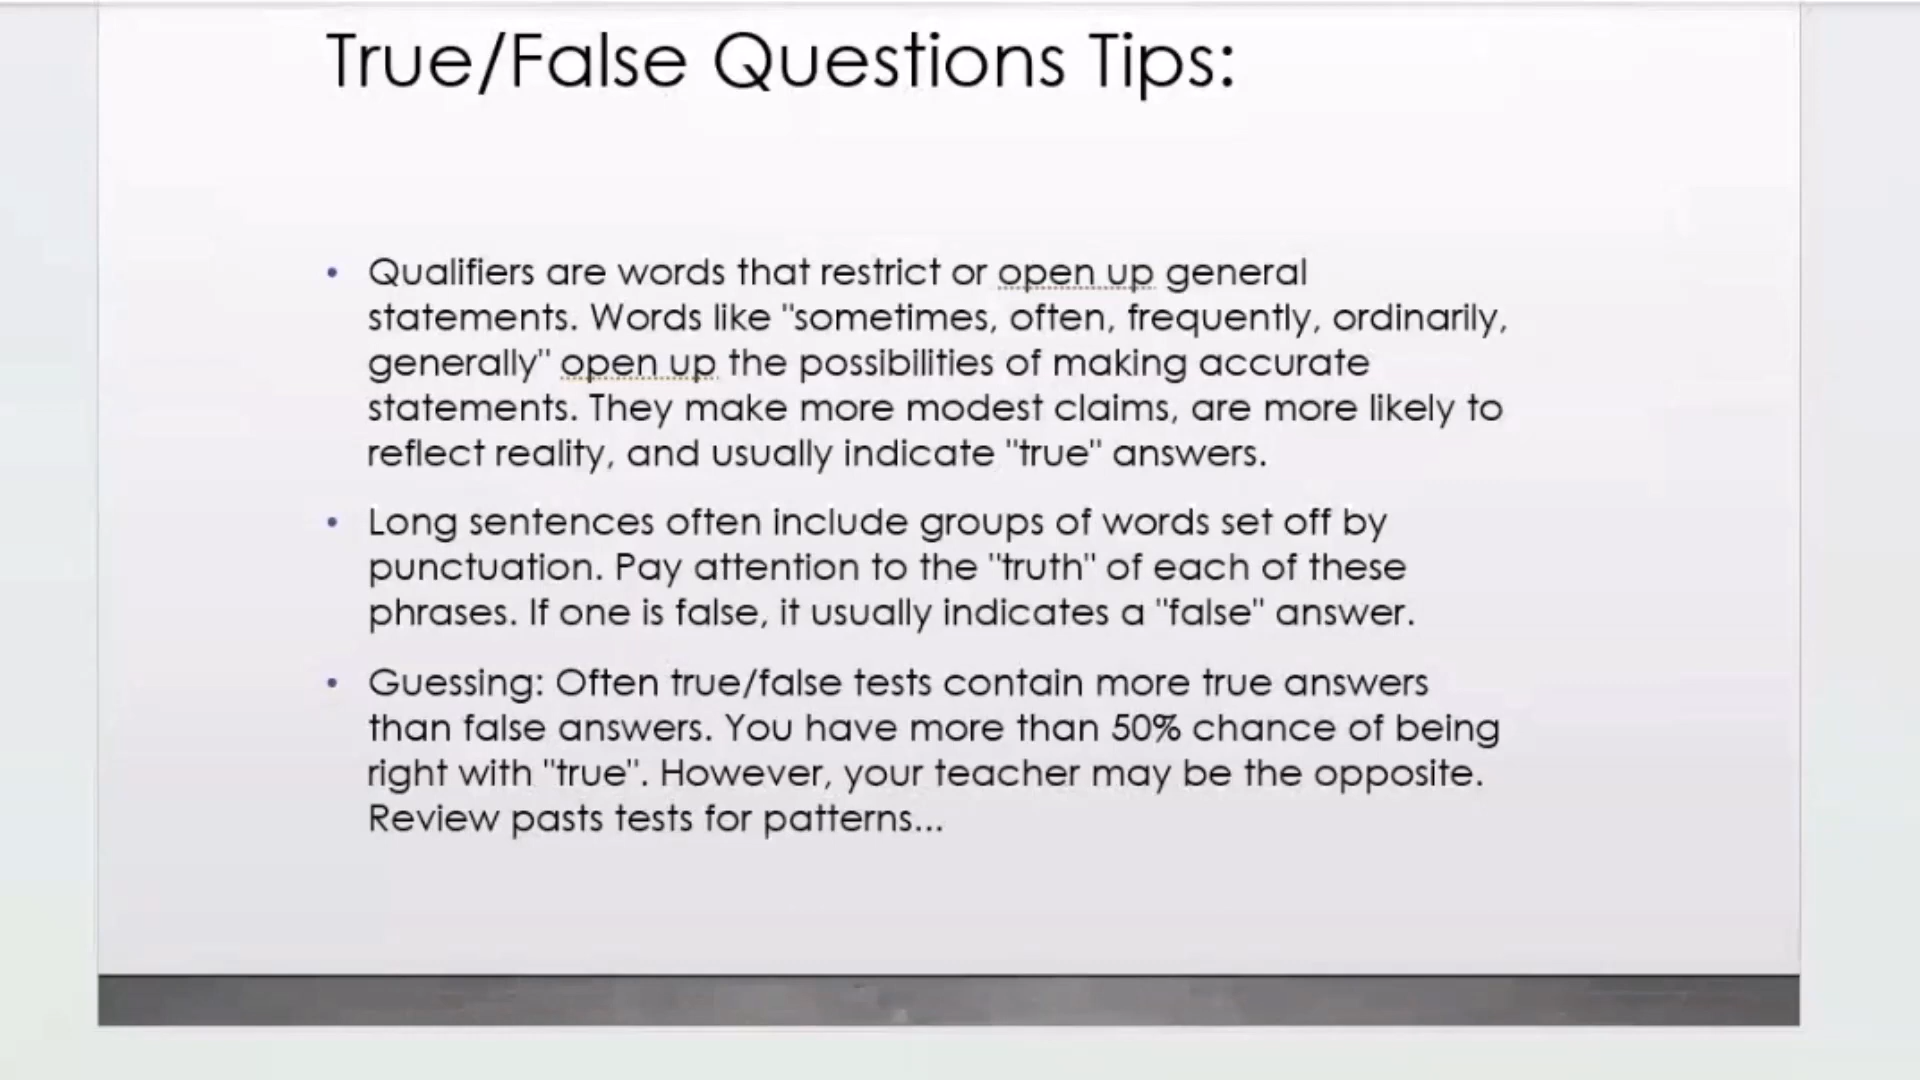 True/False Questions Tips:
• Qualifiers are words that restrict or open up general
statements. Words like "sometimes, often, frequently, ordinarily,
generally" open up the possibilities of making accurate
statements. They make more modest claims, are more likely to
reflect reality, and usually indicate "true" answers.
• Long sentences often include groups of words set off by
punctuation. Pay attention to the "truth" of each of these
phrases. If one is false, it usually indicates a "false" answer.
• Guessing: Often true/false tests contain more true answers
than false answers. You have more than 50% chance of being
right with "true". However, your teacher may be the opposite.
Review pasts tests for patterns...